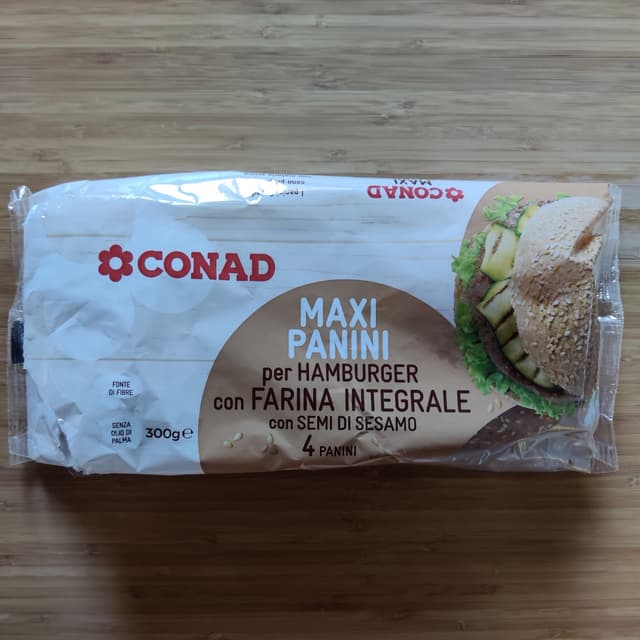 CONAD
MAXI
CONAD
MAXI
PANINI
per HAMBURGER
con FARINA INTEGRALE
con SEMI DI SESAMO
4 PANINI
FONTE
DI FIBRE
SENZA
OLIO DI
PALMA
300g e